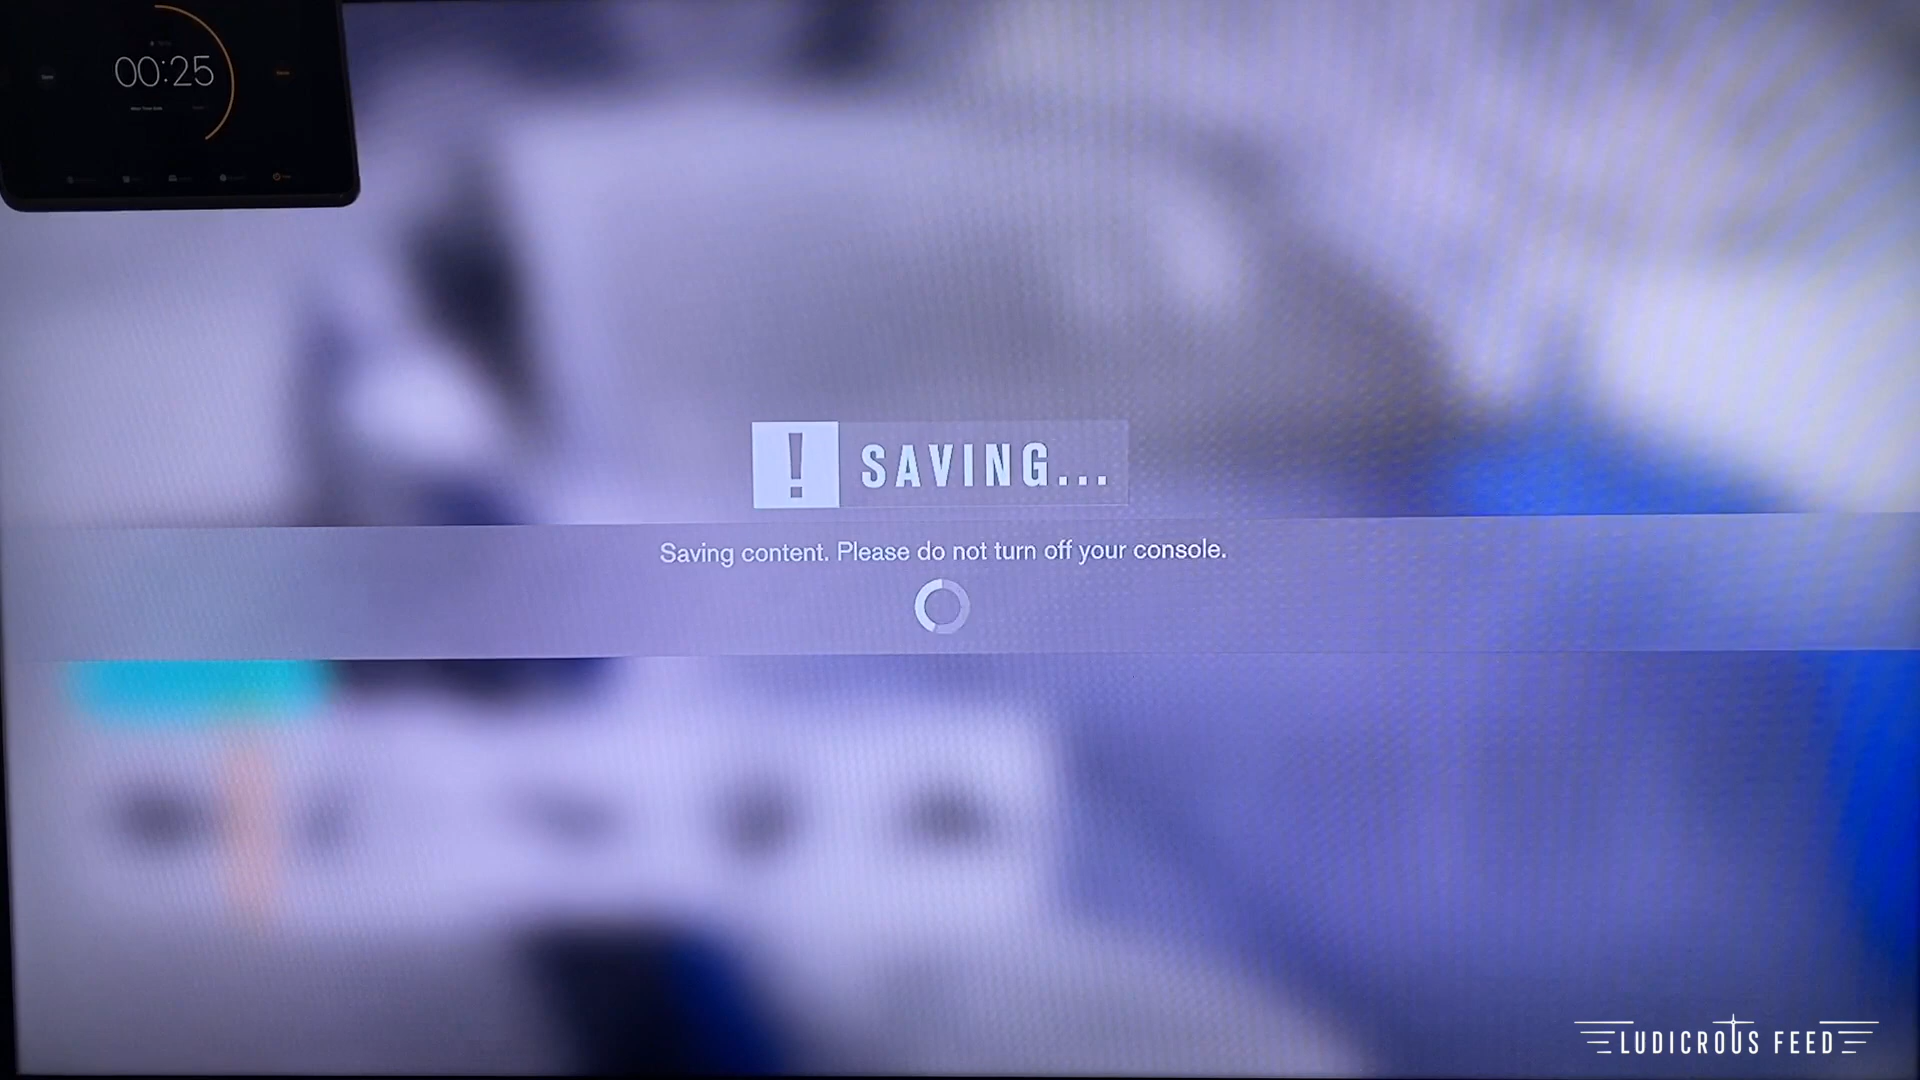 00:25
! SAVING...
Saving content. Please do not turn off your console.
LUDICROUS FEED